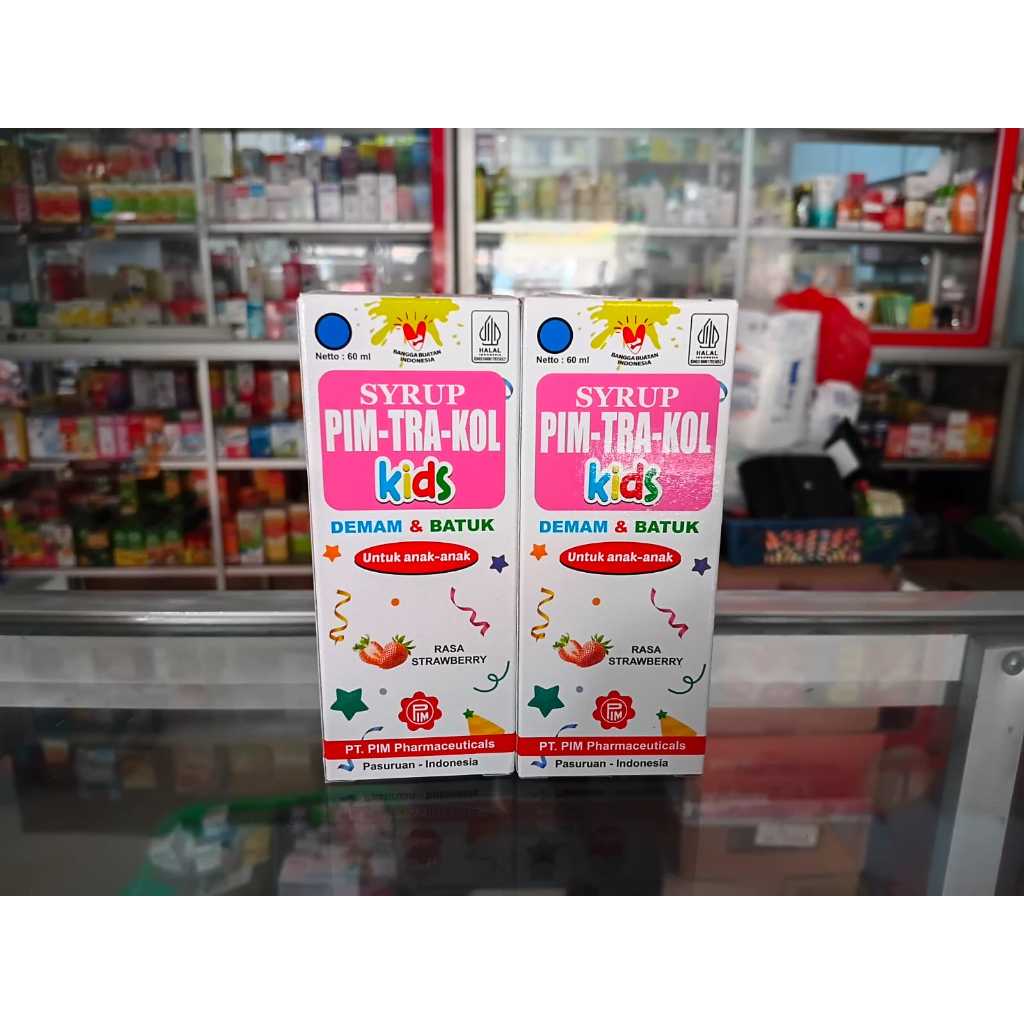 Netto : 60 ml
BANGGA BUATAN
INDONESIA
HALAL
INDONESIA
SYRUP
PIM-TRA-KOL
kids
DEMAM & BATUK
Untuk anak-anak
RASA
STRAWBERRY
PIM
PT. PIM Pharmaceuticals
Pasuruan - Indonesia
Netto : 60 ml
BANGGA BUATAN
INDONESIA
HALAL
INDONESIA
SYRUP
PIM-TRA-KOL
kids
DEMAM & BATUK
Untuk anak-anak
RASA
STRAWBERRY
PIM
PT. PIM Pharmaceuticals
Pasuruan - Indonesia